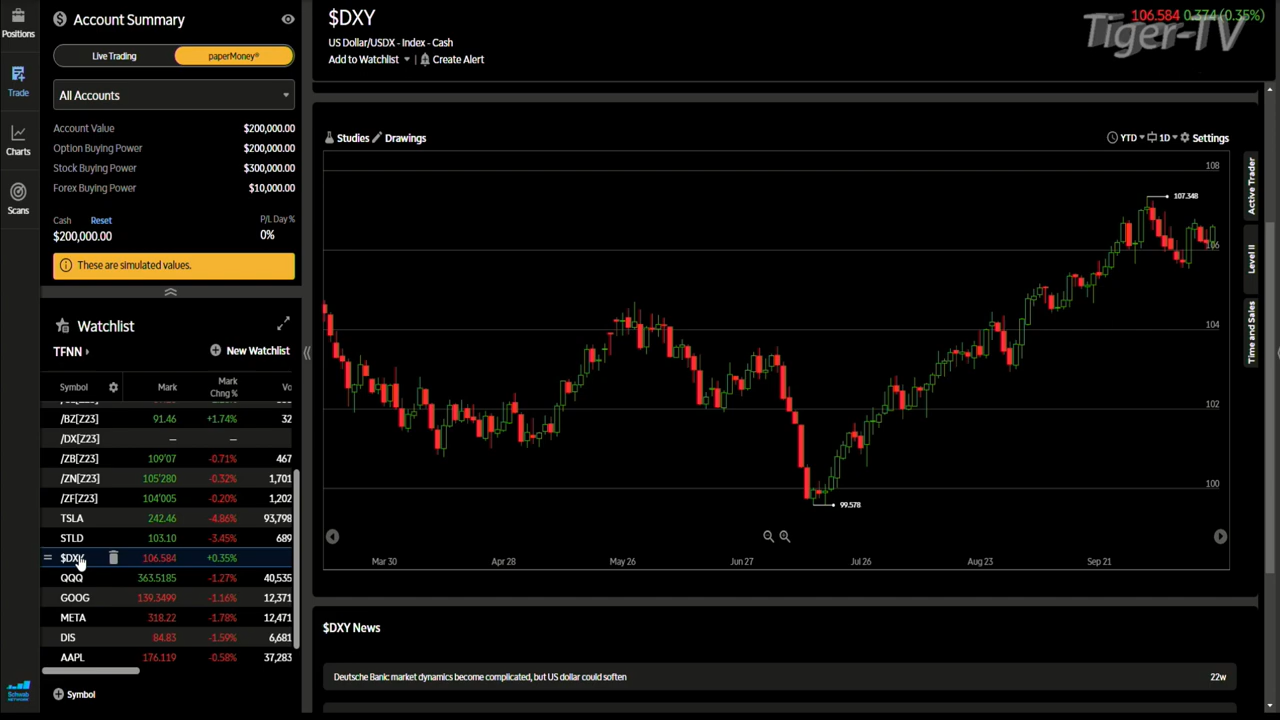 Positions
Trade
Charts
Scans
Schwab
NETWORK
Account Summary
Live Trading
paperMoney®
All Accounts
Account Value $200,000.00
Option Buying Power $200,000.00
Stock Buying Power $300,000.00
Forex Buying Power $10,000.00
Cash Reset P/L Day %
$200,000.00 0%
These are simulated values.
Watchlist
TFNN New Watchlist
Symbol Mark Mark Chng % Vo
/BZ[Z23] 91.46 +1.74% 32
/DX[Z23] — —
/ZB[Z23] 109'07 -0.71% 467
/ZN[Z23] 105'280 -0.32% 1,701
/ZF[Z23] 104'005 -0.20% 1,202
TSLA 242.46 -4.86% 93,798
STLD 103.10 -3.45% 689
$DXY 106.584 +0.35%
QQQ 363.5185 -1.27% 40,535
GOOG 139.3499 -1.16% 12,371
META 318.22 -1.78% 12,471
DIS 84.83 -1.59% 6,681
AAPL 176.119 -0.58% 37,283
Symbol
$DXY
106.584 0.374 (0.35%)
Tiger-TV
US Dollar/USDX - Index - Cash
Add to Watchlist | Create Alert
Studies Drawings
YTD 1D Settings
108
107.348
106
104
102
100
99.578
Mar 30 Apr 28 May 26 Jun 27 Jul 26 Aug 23 Sep 21
Active Trader
Level II
Time and Sales
$DXY News
Deutsche Bank: market dynamics become complicated, but US dollar could soften 22w